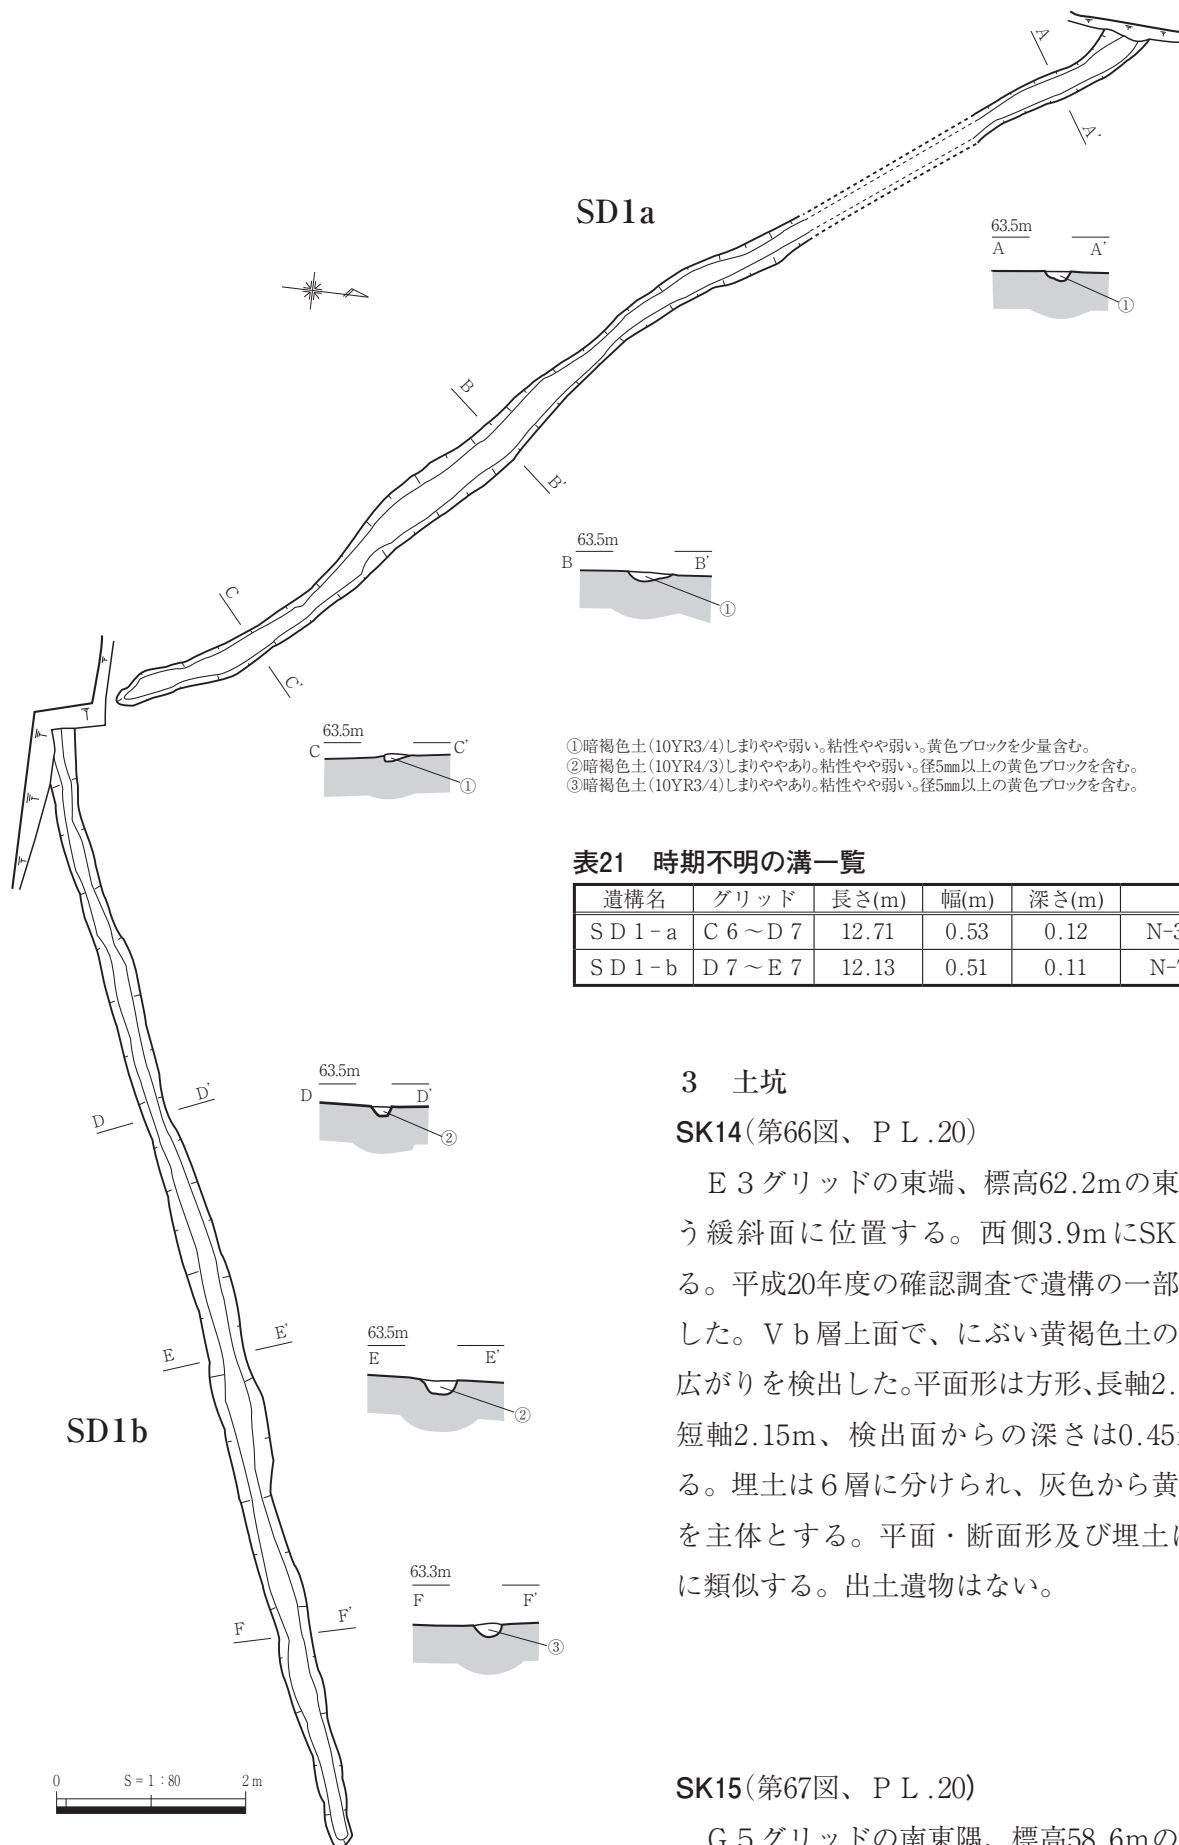 A
A'
SD1a
63.5m
A A'
①
B
B'
63.5m
B B'
①
C
C'
63.5m
C C'
①
①暗褐色土(10YR3/4)しまりやや弱い。粘性やや弱い。黄色ブロックを少量含む。
②暗褐色土(10YR4/3)しまりややあり。粘性やや弱い。径5㎜以上の黄色ブロックを含む。
③暗褐色土(10YR3/4)しまりややあり。粘性やや弱い。径5㎜以上の黄色ブロックを含む。
表21　時期不明の溝一覧
遺構名 グリッド 長さ(m) 幅(m) 深さ(m)
ＳＤ１-ａ Ｃ６～Ｄ７ 12.71 0.53 0.12 N-3
ＳＤ１-ｂ Ｄ７～Ｅ７ 12.13 0.51 0.11 N-7
D
D'
63.5m
D D'
②
E
E'
63.5m
E E'
②
SD1b
F
F'
63.3m
F F'
③
0 S = 1 : 80 2 m
3　土坑
SK14(第66図、ＰＬ.20)
Ｅ３グリッドの東端、標高62.2mの東
う緩斜面に位置する。西側3.9mにSK
る。平成20年度の確認調査で遺構の一部
した。Ｖｂ層上面で、にぶい黄褐色土の
広がりを検出した。平面形は方形、長軸2.
短軸2.15m、検出面からの深さは0.45
る。埋土は６層に分けられ、灰色から黄
を主体とする。平面・断面形及び埋土
に類似する。出土遺物はない。
SK15(第67図、ＰＬ.20)
Ｇ５グリッドの南東隅、標高58.6mの